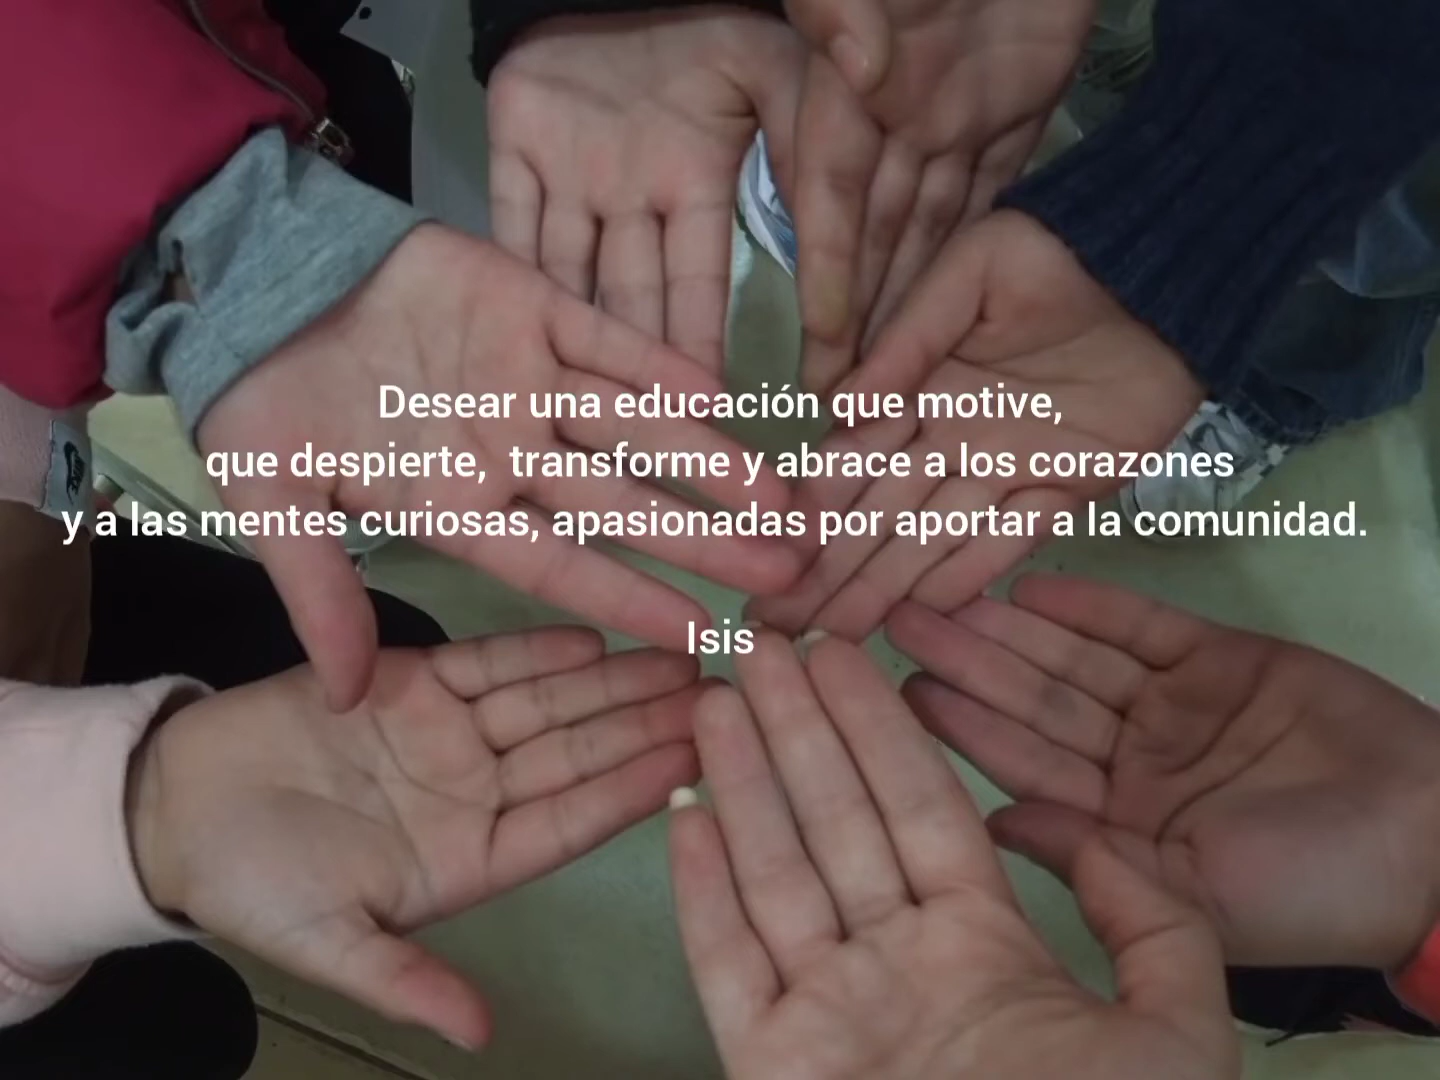 Desear una educación que motive,
que despierte, transforme y abrace a los corazones
y a las mentes curiosas, apasionadas por aportar a la comunidad.
Isis